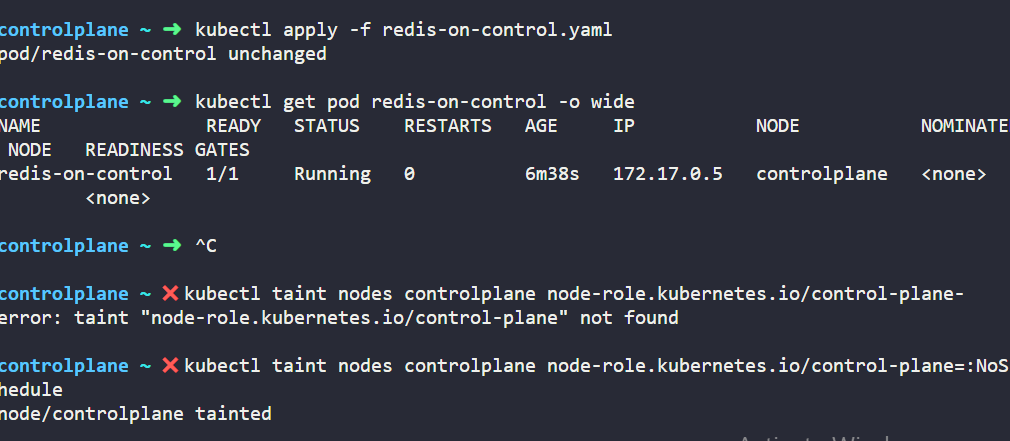 controlplane ~ ➜ kubectl apply -f redis-on-control.yaml
pod/redis-on-control unchanged
controlplane ~ ➜ kubectl get pod redis-on-control -o wide
NAME READY STATUS RESTARTS AGE IP NODE NOMINATE
NODE READINESS GATES
redis-on-control 1/1 Running 0 6m38s 172.17.0.5 controlplane <none>
<none>
controlplane ~ ➜ ^C
controlplane ~ ✖ kubectl taint nodes controlplane node-role.kubernetes.io/control-plane-
error: taint "node-role.kubernetes.io/control-plane" not found
controlplane ~ ✖ kubectl taint nodes controlplane node-role.kubernetes.io/control-plane=:NoS
hedule
node/controlplane tainted